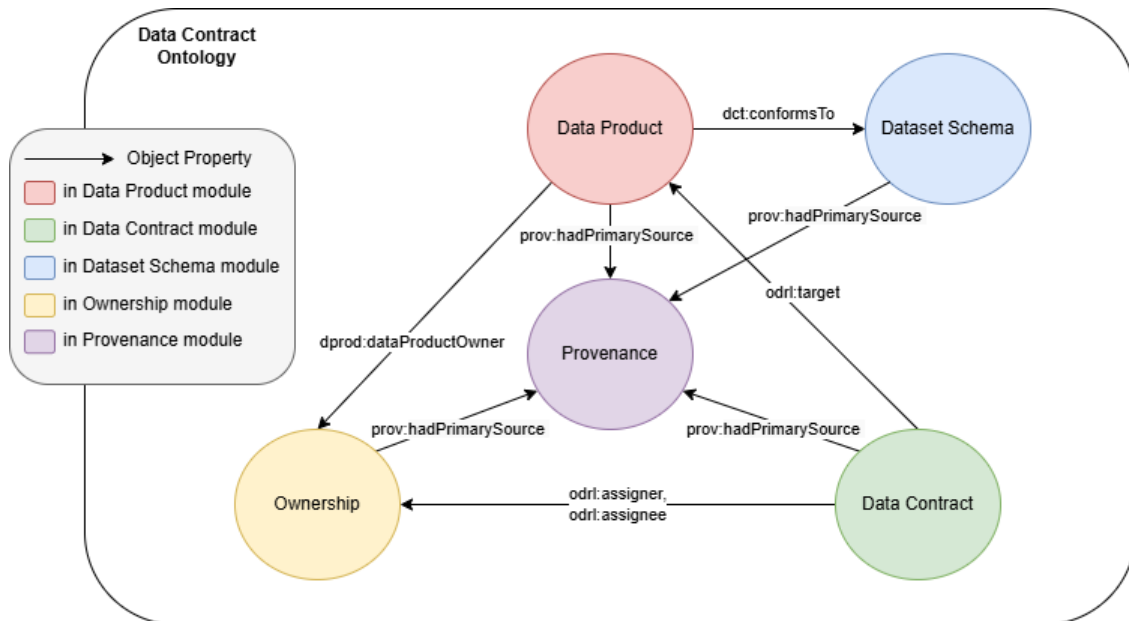 Data Contract
Ontology
Object Property
in Data Product module
in Data Contract module
in Dataset Schema module
in Ownership module
in Provenance module
Data Product
dct:conformsTo
Dataset Schema
prov:hadPrimarySource
prov:hadPrimarySource
odrl:target
dprod:dataProductOwner
Provenance
prov:hadPrimarySource
prov:hadPrimarySource
Ownership
odrl:assigner,
odrl:assignee
Data Contract